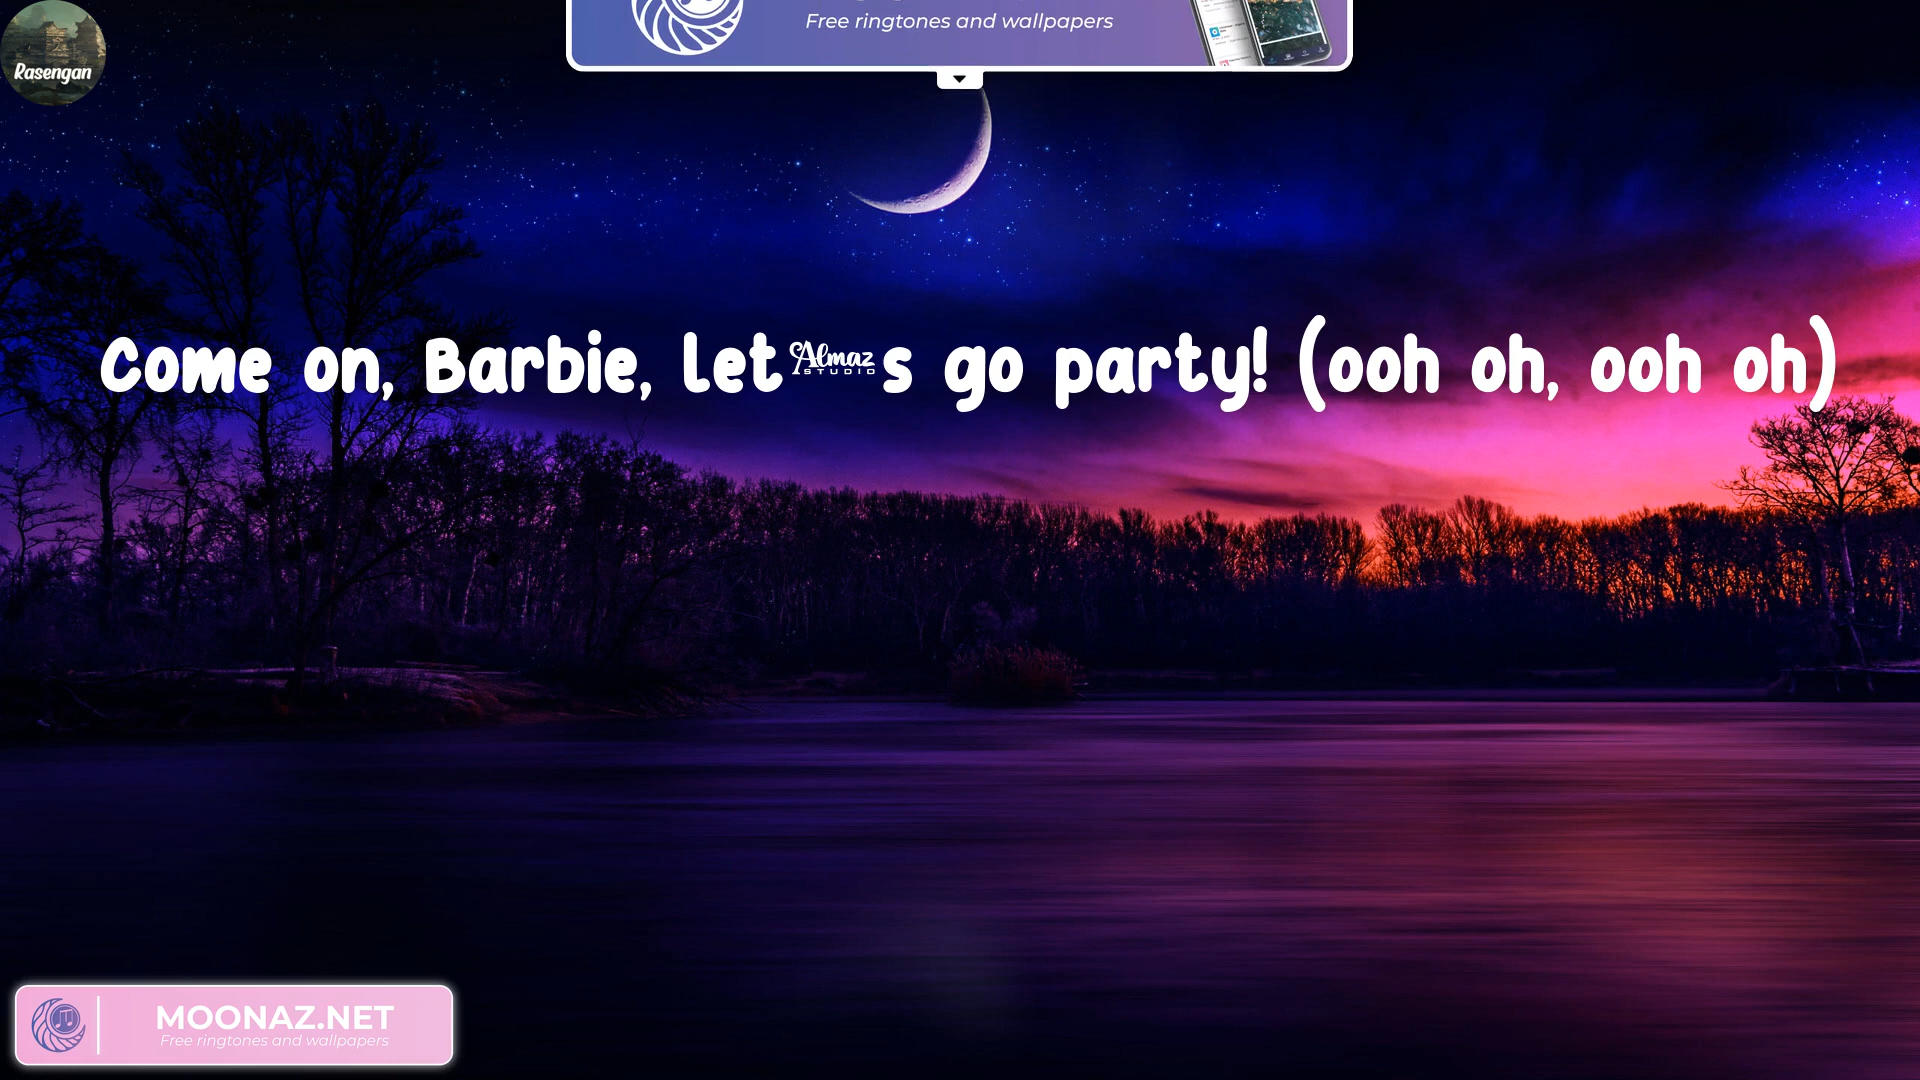 Free ringtones and wallpapers
Rasengan
Come on, Barbie, Let Almaz STUDIO s go party! (ooh oh, ooh oh)
MOONAZ.NET
Free ringtones and wallpapers